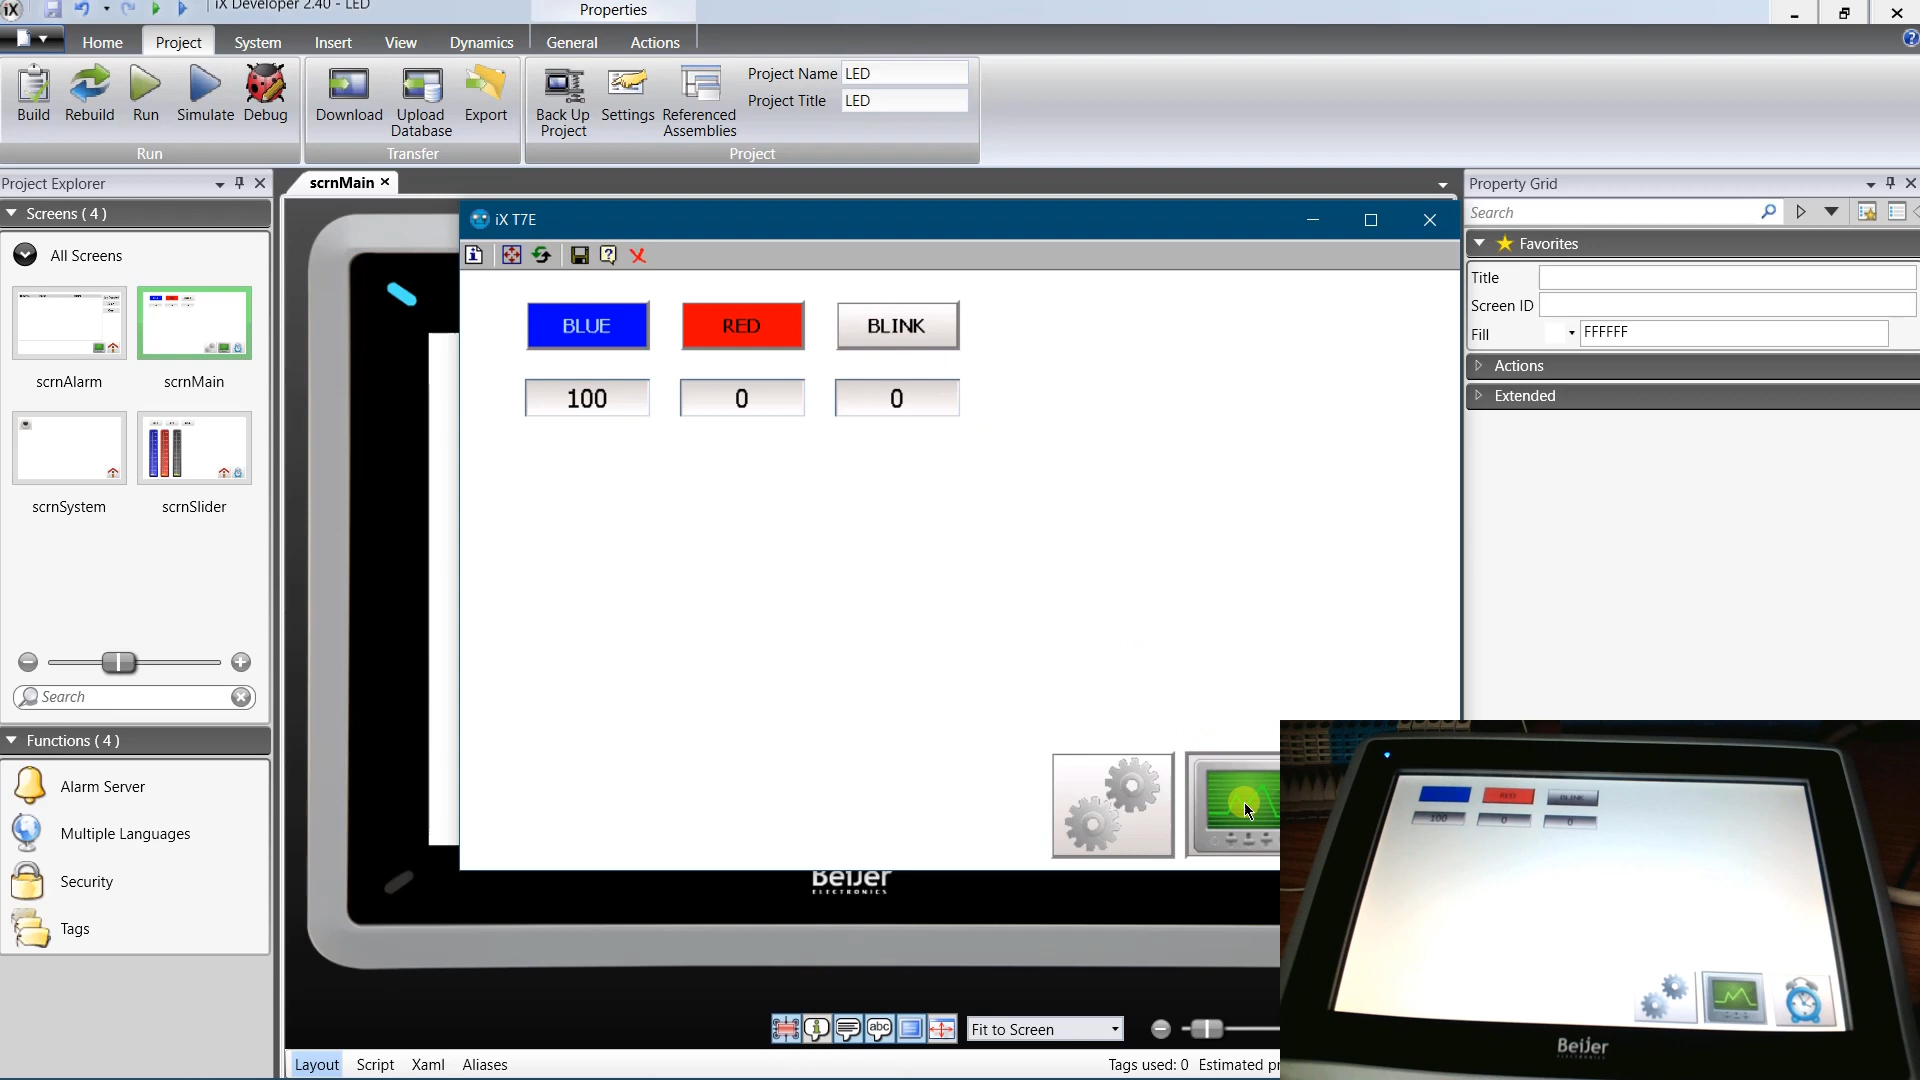 iX
iX Developer 2.40 - LED
Properties
Home
Project
System
Insert
View
Dynamics
General
Actions
Build
Rebuild
Run
Simulate
Debug
Run
Download
Upload
Database
Export
Transfer
Back Up
Project
Settings
Referenced
Assemblies
Project Name LED
Project Title LED
Project
Project Explorer
Screens ( 4 )
All Screens
scrnAlarm
scrnMain
scrnSystem
scrnSlider
Search
Functions ( 4 )
Alarm Server
Multiple Languages
Security
Tags
scrnMain
iX T7E
BLUE
RED
BLINK
100
0
0
BEIJER
ELECTRONICS
abc
Fit to Screen
Layout
Script
Xaml
Aliases
Tags used: 0
Estimated pr
Property Grid
Search
Favorites
Title
Screen ID
Fill
FFFFFF
Actions
Extended
RED
BLINK
100
0
0
Beijer
ELECTRONICS